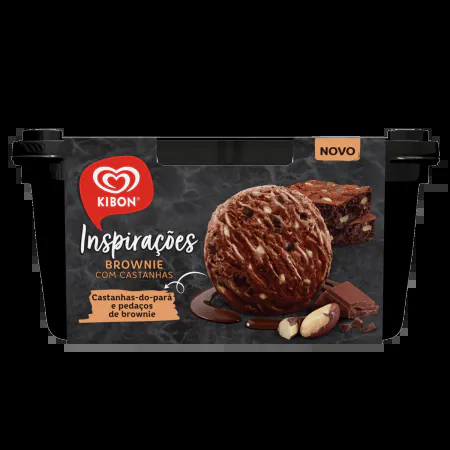 NOVO
KIBON®
Inspirações
BROWNIE
COM CASTANHAS
Castanhas-do-pará
e pedaços
de brownie